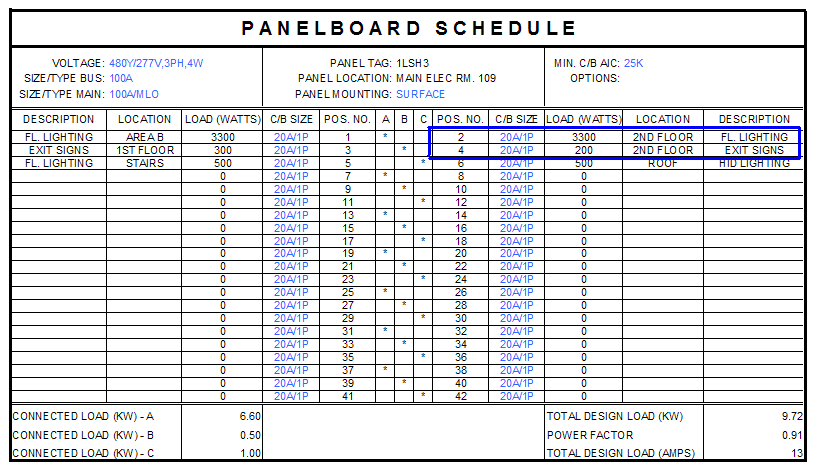 PANELBOARD SCHEDULE
VOLTAGE: 480Y/277V,3PH,4W PANEL TAG: 1LSH3 MIN. C/B AIC: 25K
SIZE/TYPE BUS: 100A PANEL LOCATION: MAIN ELEC RM. 109 OPTIONS:
SIZE/TYPE MAIN: 100A/MLO PANEL MOUNTING: SURFACE
DESCRIPTION LOCATION LOAD (WATTS) C/B SIZE POS. NO. A B C POS. NO. C/B SIZE LOAD (WATTS) LOCATION DESCRIPTION
FL. LIGHTING AREA B 3300 20A/1P 1 * 2 20A/1P 3300 2ND FLOOR FL. LIGHTING
EXIT SIGNS 1ST FLOOR 300 20A/1P 3 * 4 20A/1P 200 2ND FLOOR EXIT SIGNS
FL. LIGHTING STAIRS 500 20A/1P 5 * 6 20A/1P 500 ROOF HID LIGHTING
0 20A/1P 7 * 8 20A/1P 0
0 20A/1P 9 * 10 20A/1P 0
0 20A/1P 11 * 12 20A/1P 0
0 20A/1P 13 * 14 20A/1P 0
0 20A/1P 15 * 16 20A/1P 0
0 20A/1P 17 * 18 20A/1P 0
0 20A/1P 19 * 20 20A/1P 0
0 20A/1P 21 * 22 20A/1P 0
0 20A/1P 23 * 24 20A/1P 0
0 20A/1P 25 * 26 20A/1P 0
0 20A/1P 27 * 28 20A/1P 0
0 20A/1P 29 * 30 20A/1P 0
0 20A/1P 31 * 32 20A/1P 0
0 20A/1P 33 * 34 20A/1P 0
0 20A/1P 35 * 36 20A/1P 0
0 20A/1P 37 * 38 20A/1P 0
0 20A/1P 39 * 40 20A/1P 0
0 20A/1P 41 * 42 20A/1P 0
CONNECTED LOAD (KW) - A 6.60 TOTAL DESIGN LOAD (KW) 9.72
CONNECTED LOAD (KW) - B 0.50 POWER FACTOR 0.91
CONNECTED LOAD (KW) - C 1.00 TOTAL DESIGN LOAD (AMPS) 13